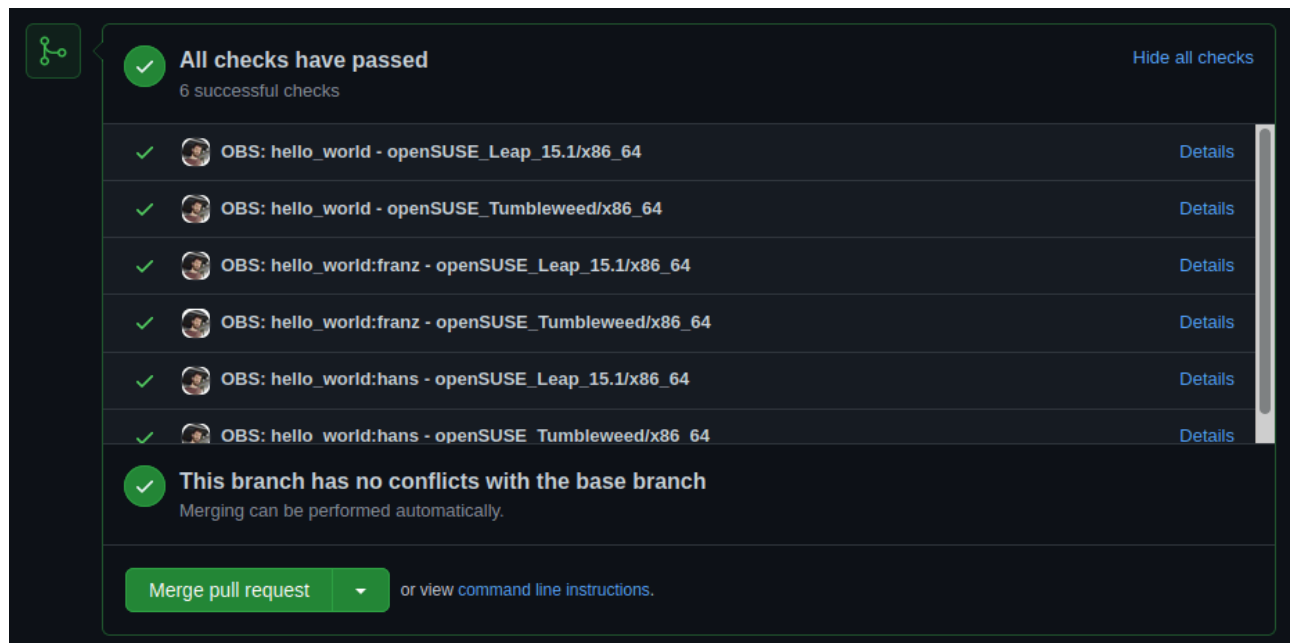 All checks have passed
Hide all checks
6 successful checks
OBS: hello_world - openSUSE_Leap_15.1/x86_64 Details
OBS: hello_world - openSUSE_Tumbleweed/x86_64 Details
OBS: hello_world:franz - openSUSE_Leap_15.1/x86_64 Details
OBS: hello_world:franz - openSUSE_Tumbleweed/x86_64 Details
OBS: hello_world:hans - openSUSE_Leap_15.1/x86_64 Details
OBS: hello_world:hans - openSUSE_Tumbleweed/x86_64 Details
This branch has no conflicts with the base branch
Merging can be performed automatically.
Merge pull request or view command line instructions.